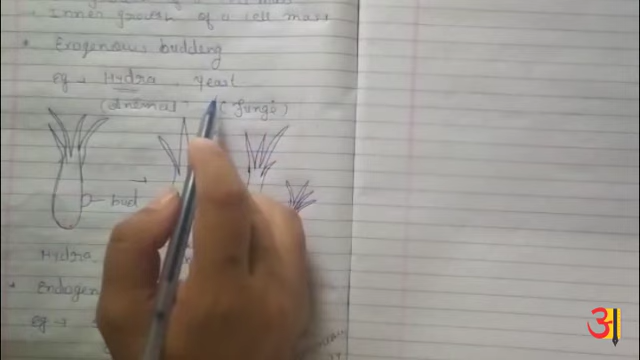 Inner growth of a cell mass
• Exogenous budding
Eg → Hydra, Yeast
(Animal) (Fungi)
→
bud
Hydra
• Endogen
Eg →
अ